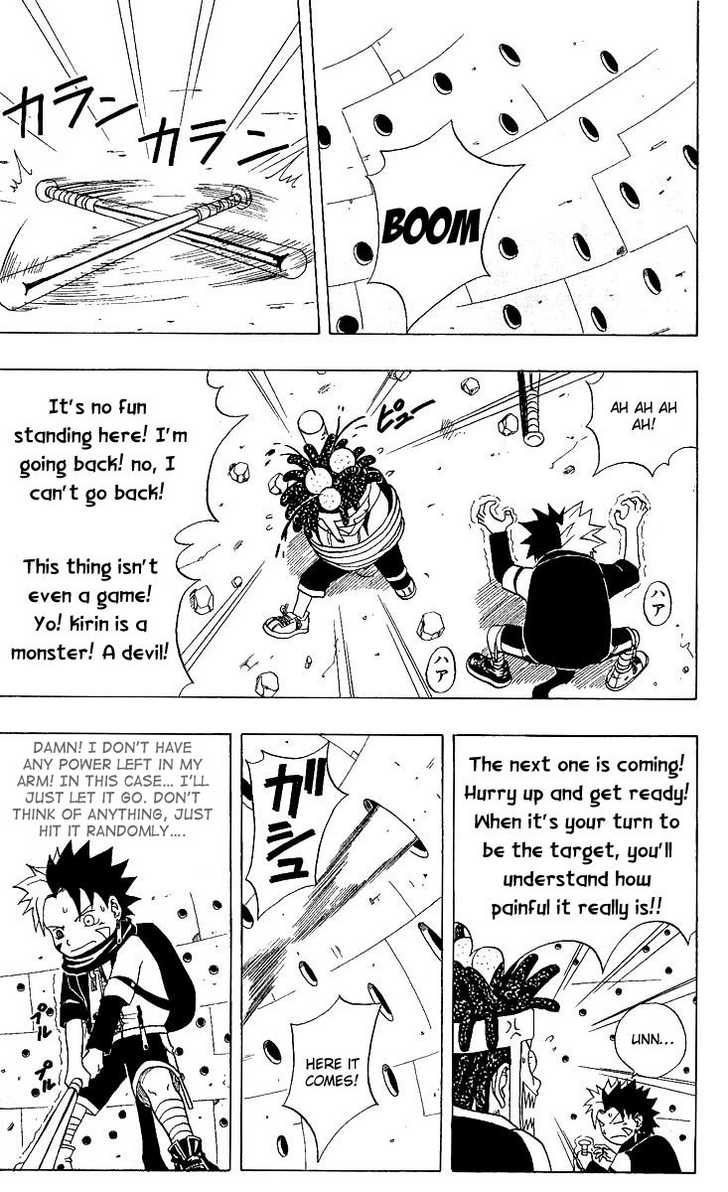 BOOM
カラン
カラン
AH AH AH
AH!
ピュー
ハア
ハア
It's no fun
standing here! I'm
going back! no, I
can't go back!
This thing isn't
even a game!
Yo! Kirin is a
monster! A devil!
The next one is coming!
Hurry up and get ready!
When it's your turn to
be the target, you'll
understand how
painful it really is!!
UNN...
ガシュ
HERE IT
COMES!
DAMN! I DON'T HAVE
ANY POWER LEFT IN MY
ARM! IN THIS CASE... I'LL
JUST LET IT GO. DON'T
THINK OF ANYTHING, JUST
HIT IT RANDOMLY....
プル
プル